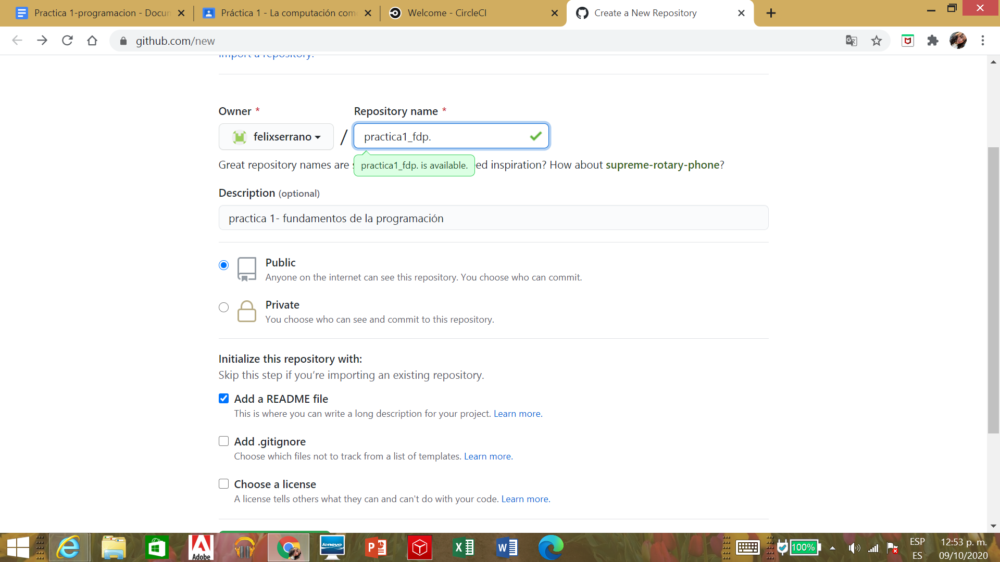 Practica 1-programacion - Docun
Práctica 1 - La computación com
Welcome - CircleCI
Create a New Repository
github.com/new
Import a repository.
Owner *
Repository name *
felixserrano
/
practica1_fdp.
Great repository names are s
practica1_fdp. is available.
ed inspiration? How about supreme-rotary-phone?
Description (optional)
practica 1- fundamentos de la programación
Public
Anyone on the internet can see this repository. You choose who can commit.
Private
You choose who can see and commit to this repository.
Initialize this repository with:
Skip this step if you’re importing an existing repository.
Add a README file
This is where you can write a long description for your project. Learn more.
Add .gitignore
Choose which files not to track from a list of templates. Learn more.
Choose a license
A license tells others what they can and can't do with your code. Learn more.
Adobe
lenovo
100%
ESP
ES
12:53 p. m.
09/10/2020